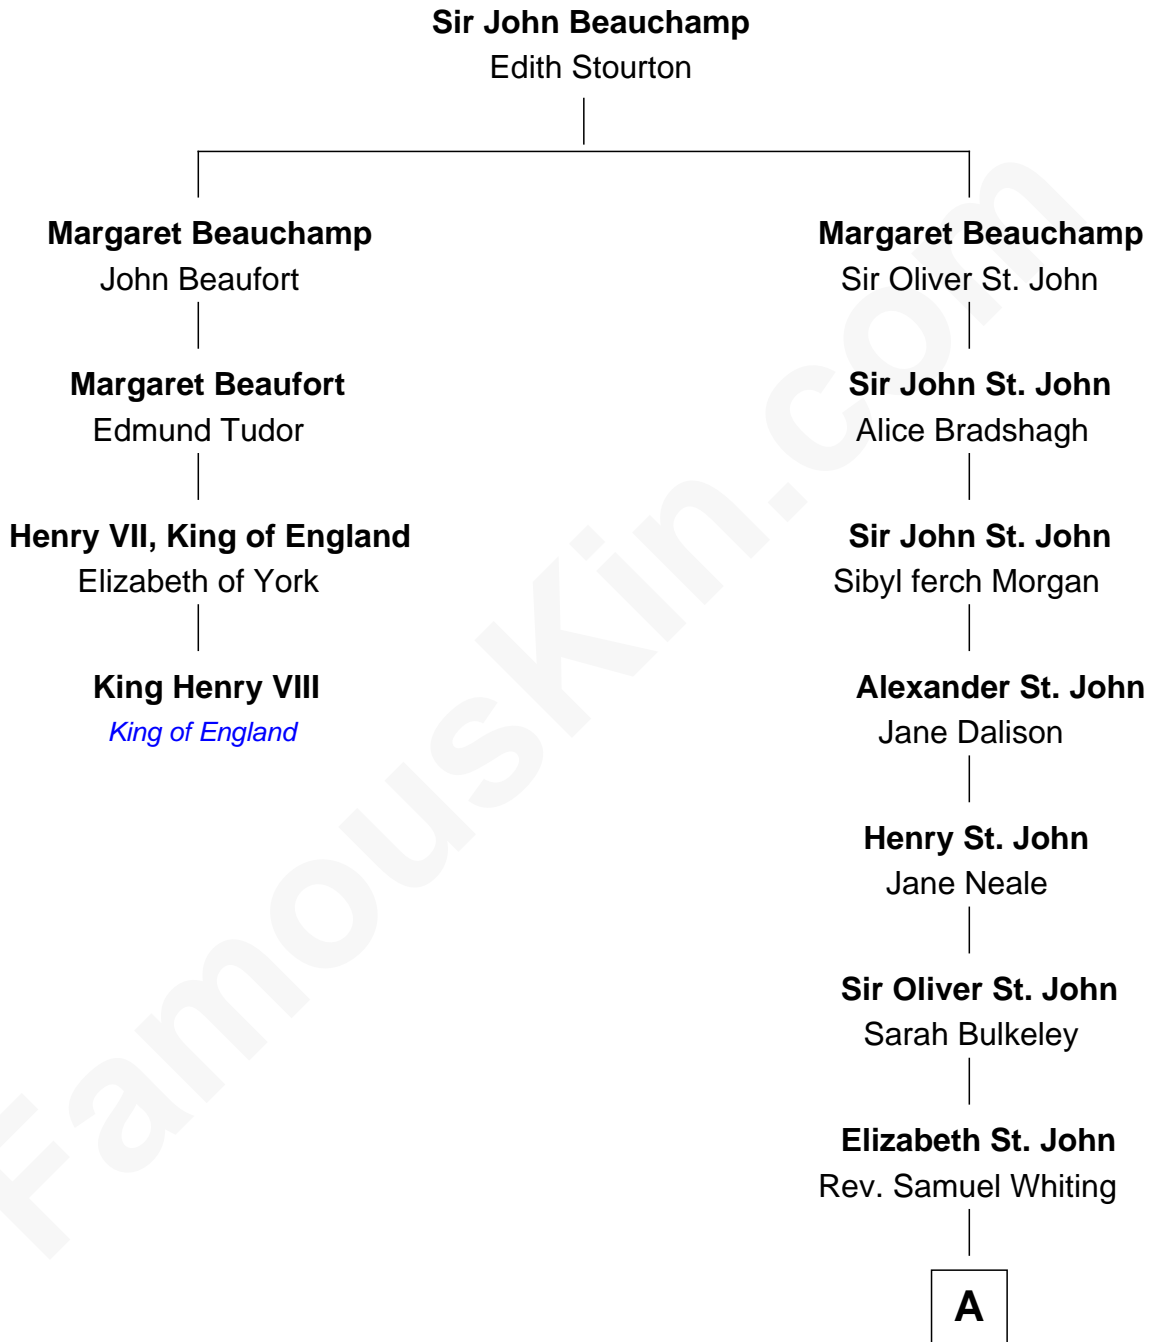 Sir John Beauchamp
Edith Stourton
Margaret Beauchamp
John Beaufort
Margaret Beaufort
Edmund Tudor
Henry VII, King of England
Elizabeth of York
King Henry VIII
King of England
Margaret Beauchamp
Sir Oliver St. John
Sir John St. John
Alice Bradshagh
Sir John St. John
Sibyl ferch Morgan
Alexander St. John
Jane Dalison
Henry St. John
Jane Neale
Sir Oliver St. John
Sarah Bulkeley
Elizabeth St. John
Rev. Samuel Whiting
A
FamousKin.com